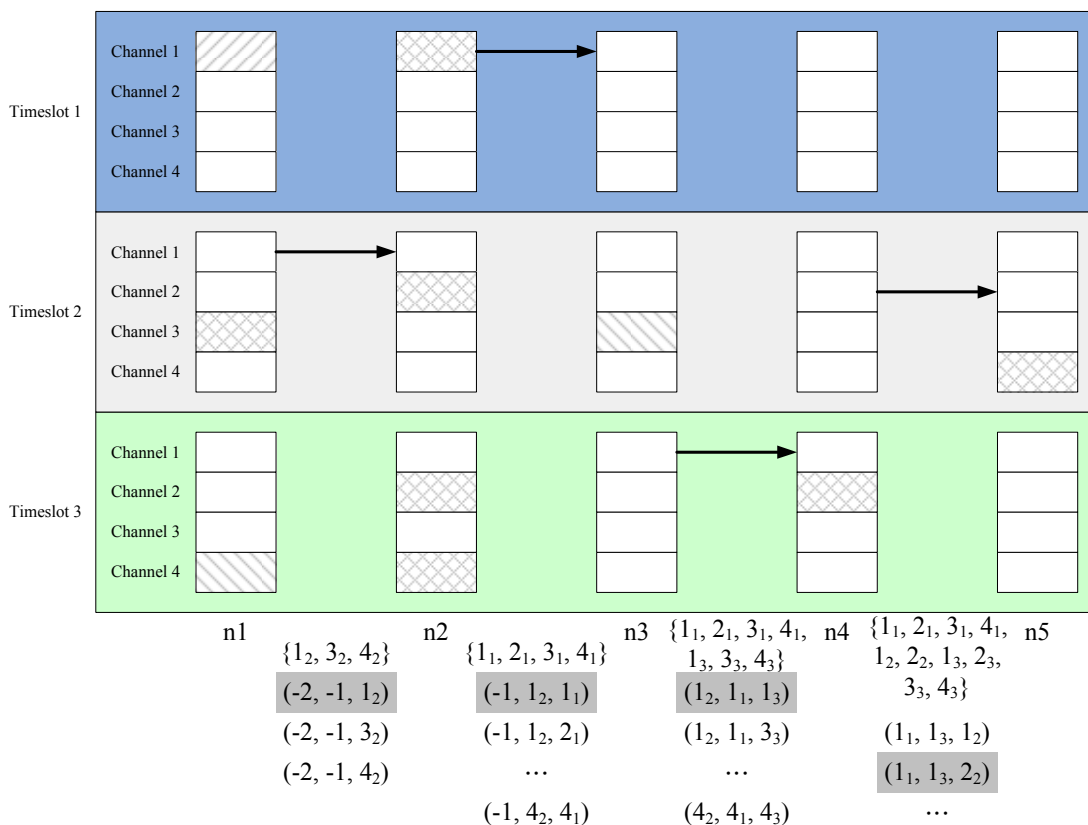 Timeslot 1
Channel 1
Channel 2
Channel 3
Channel 4
Timeslot 2
Channel 1
Channel 2
Channel 3
Channel 4
Timeslot 3
Channel 1
Channel 2
Channel 3
Channel 4
n1 n2 n3 n4 n5
{1₂, 3₂, 4₂}
(-2, -1, 1₂)
(-2, -1, 3₂)
(-2, -1, 4₂)
{1₁, 2₁, 3₁, 4₁}
(-1, 1₂, 1₁)
(-1, 1₂, 2₁)
...
(-1, 4₂, 4₁)
{1₁, 2₁, 3₁, 4₁,
1₃, 3₃, 4₃}
(1₂, 1₁, 1₃)
(1₂, 1₁, 3₃)
...
(4₂, 4₁, 4₃)
{1₁, 2₁, 3₁, 4₁,
1₂, 2₂, 1₃, 2₃,
3₃, 4₃}
(1₁, 1₃, 1₂)
(1₁, 1₃, 2₂)
...